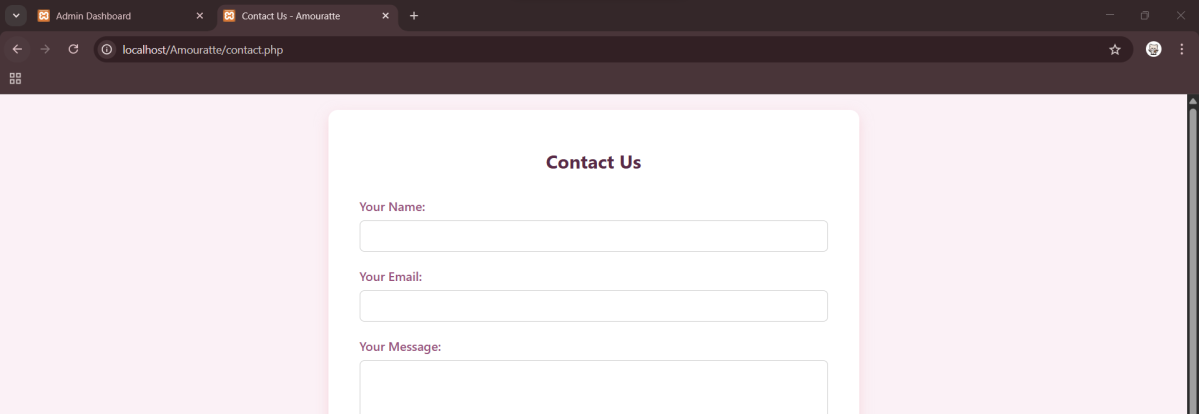 Admin Dashboard
Contact Us - Amouratte
localhost/Amouratte/contact.php
Contact Us
Your Name:
Your Email:
Your Message: